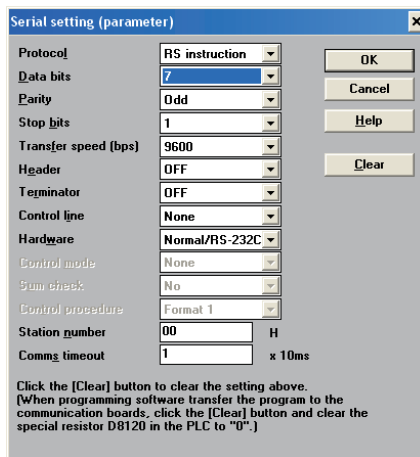 Serial setting (parameter)
Protocol RS instruction OK
Data bits 7
Cancel
Parity Odd
Stop bits 1 Help
Transfer speed (bps) 9600
Header OFF Clear
Terminator OFF
Control line None
Hardware Normal/RS-232C
Control mode None
Sum check No
Control procedure Format 1
Station number 00 H
Comms timeout 1 x 10ms
Click the [Clear] button to clear the setting above.
(When programming software transfer the program to the
communication boards, click the [Clear] button and clear the
special resistor D8120 in the PLC to "0".)